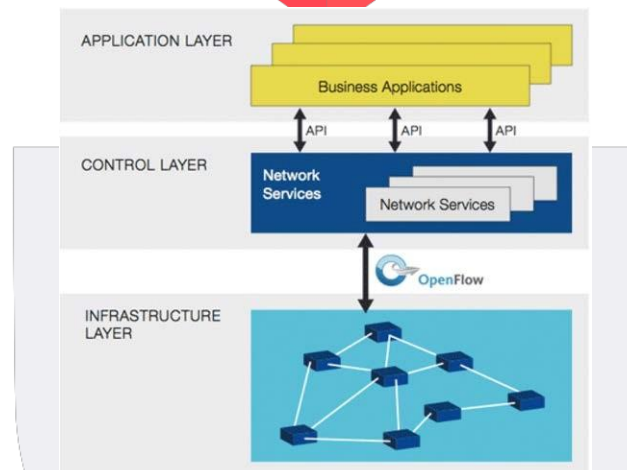 APPLICATION LAYER
Business Applications
API
API
API
CONTROL LAYER
Network
Services
Network Services
OpenFlow
INFRASTRUCTURE
LAYER